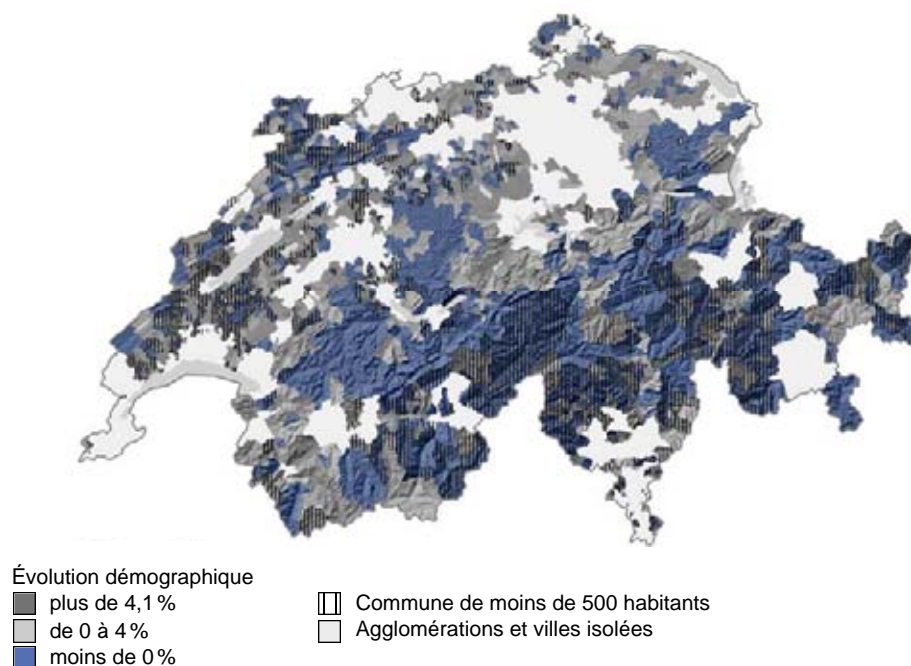 Évolution démographique
plus de 4,1 %
de 0 à 4 %
moins de 0 %
Commune de moins de 500 habitants
Agglomérations et villes isolées